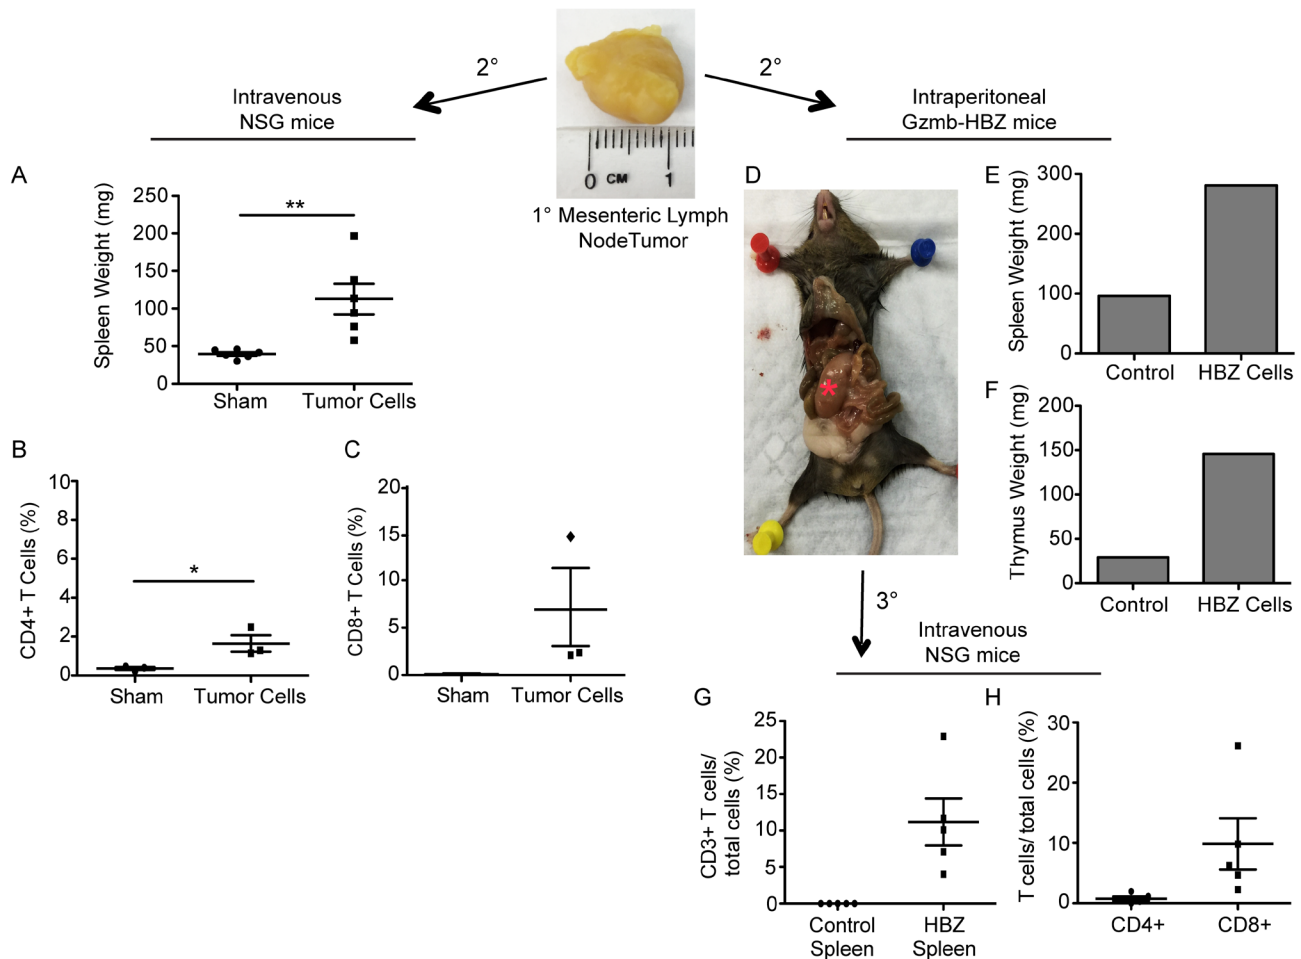 2°
2°
Intravenous
NSG mice
Intraperitoneal
Gzmb-HBZ mice
0 CM 1
1° Mesenteric Lymph
NodeTumor
A
Spleen Weight (mg)
250
200
150
100
50
0
**
Sham
Tumor Cells
B
CD4+ T Cells (%)
10
8
6
4
2
0
*
Sham
Tumor Cells
C
CD8+ T Cells (%)
20
15
10
5
0
Sham
Tumor Cells
D
*
3°
E
Spleen Weight (mg)
300
200
100
0
Control
HBZ Cells
F
Thymus Weight (mg)
200
150
100
50
0
Control
HBZ Cells
Intravenous
NSG mice
G
CD3+ T cells/
total cells (%)
25
20
15
10
5
0
Control
Spleen
HBZ
Spleen
H
T cells/ total cells (%)
30
20
10
0
CD4+
CD8+